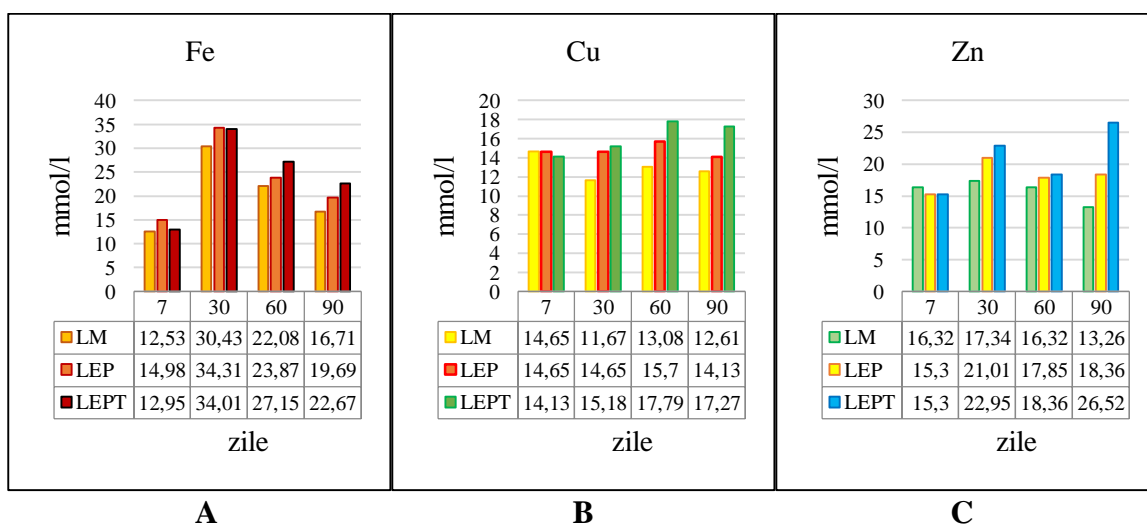 Fe
40
35
30
25
20
15
10
5
0
mmol/l
7 30 60 90
LM 12,53 30,43 22,08 16,71
LEP 14,98 34,31 23,87 19,69
LEPT 12,95 34,01 27,15 22,67
zile
A
Cu
20
18
16
14
12
10
8
6
4
2
0
mmol/l
7 30 60 90
LM 14,65 11,67 13,08 12,61
LEP 14,65 14,65 15,7 14,13
LEPT 14,13 15,18 17,79 17,27
zile
B
Zn
30
25
20
15
10
5
0
mmol/l
7 30 60 90
LM 16,32 17,34 16,32 13,26
LEP 15,3 21,01 17,85 18,36
LEPT 15,3 22,95 18,36 26,52
zile
C